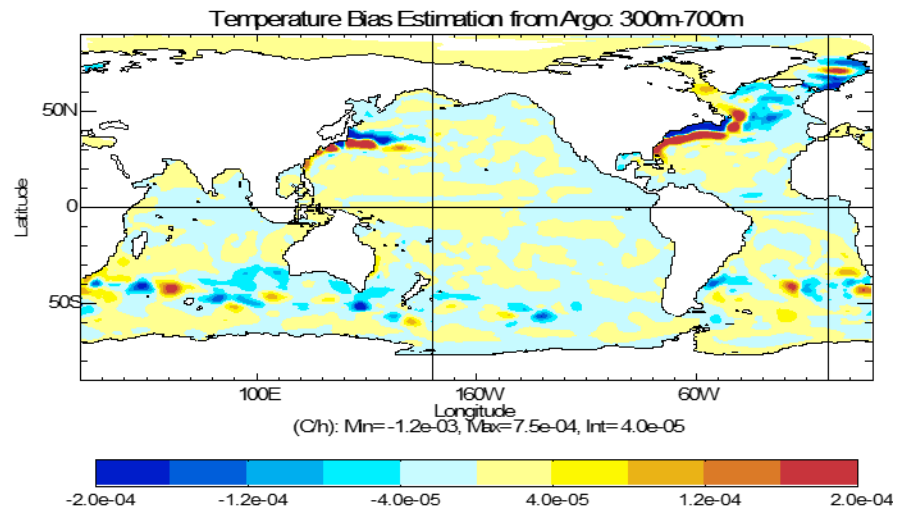 Temperature Bias Estimation from Argo: 300m-700m
50N
0
50S
Latitude
100E 160W 60W
Longitude
(C/h): Min= -1.2e-03, Max= 7.5e-04, Int= 4.0e-05
-2.0e-04 -1.2e-04 -4.0e-05 4.0e-05 1.2e-04 2.0e-04